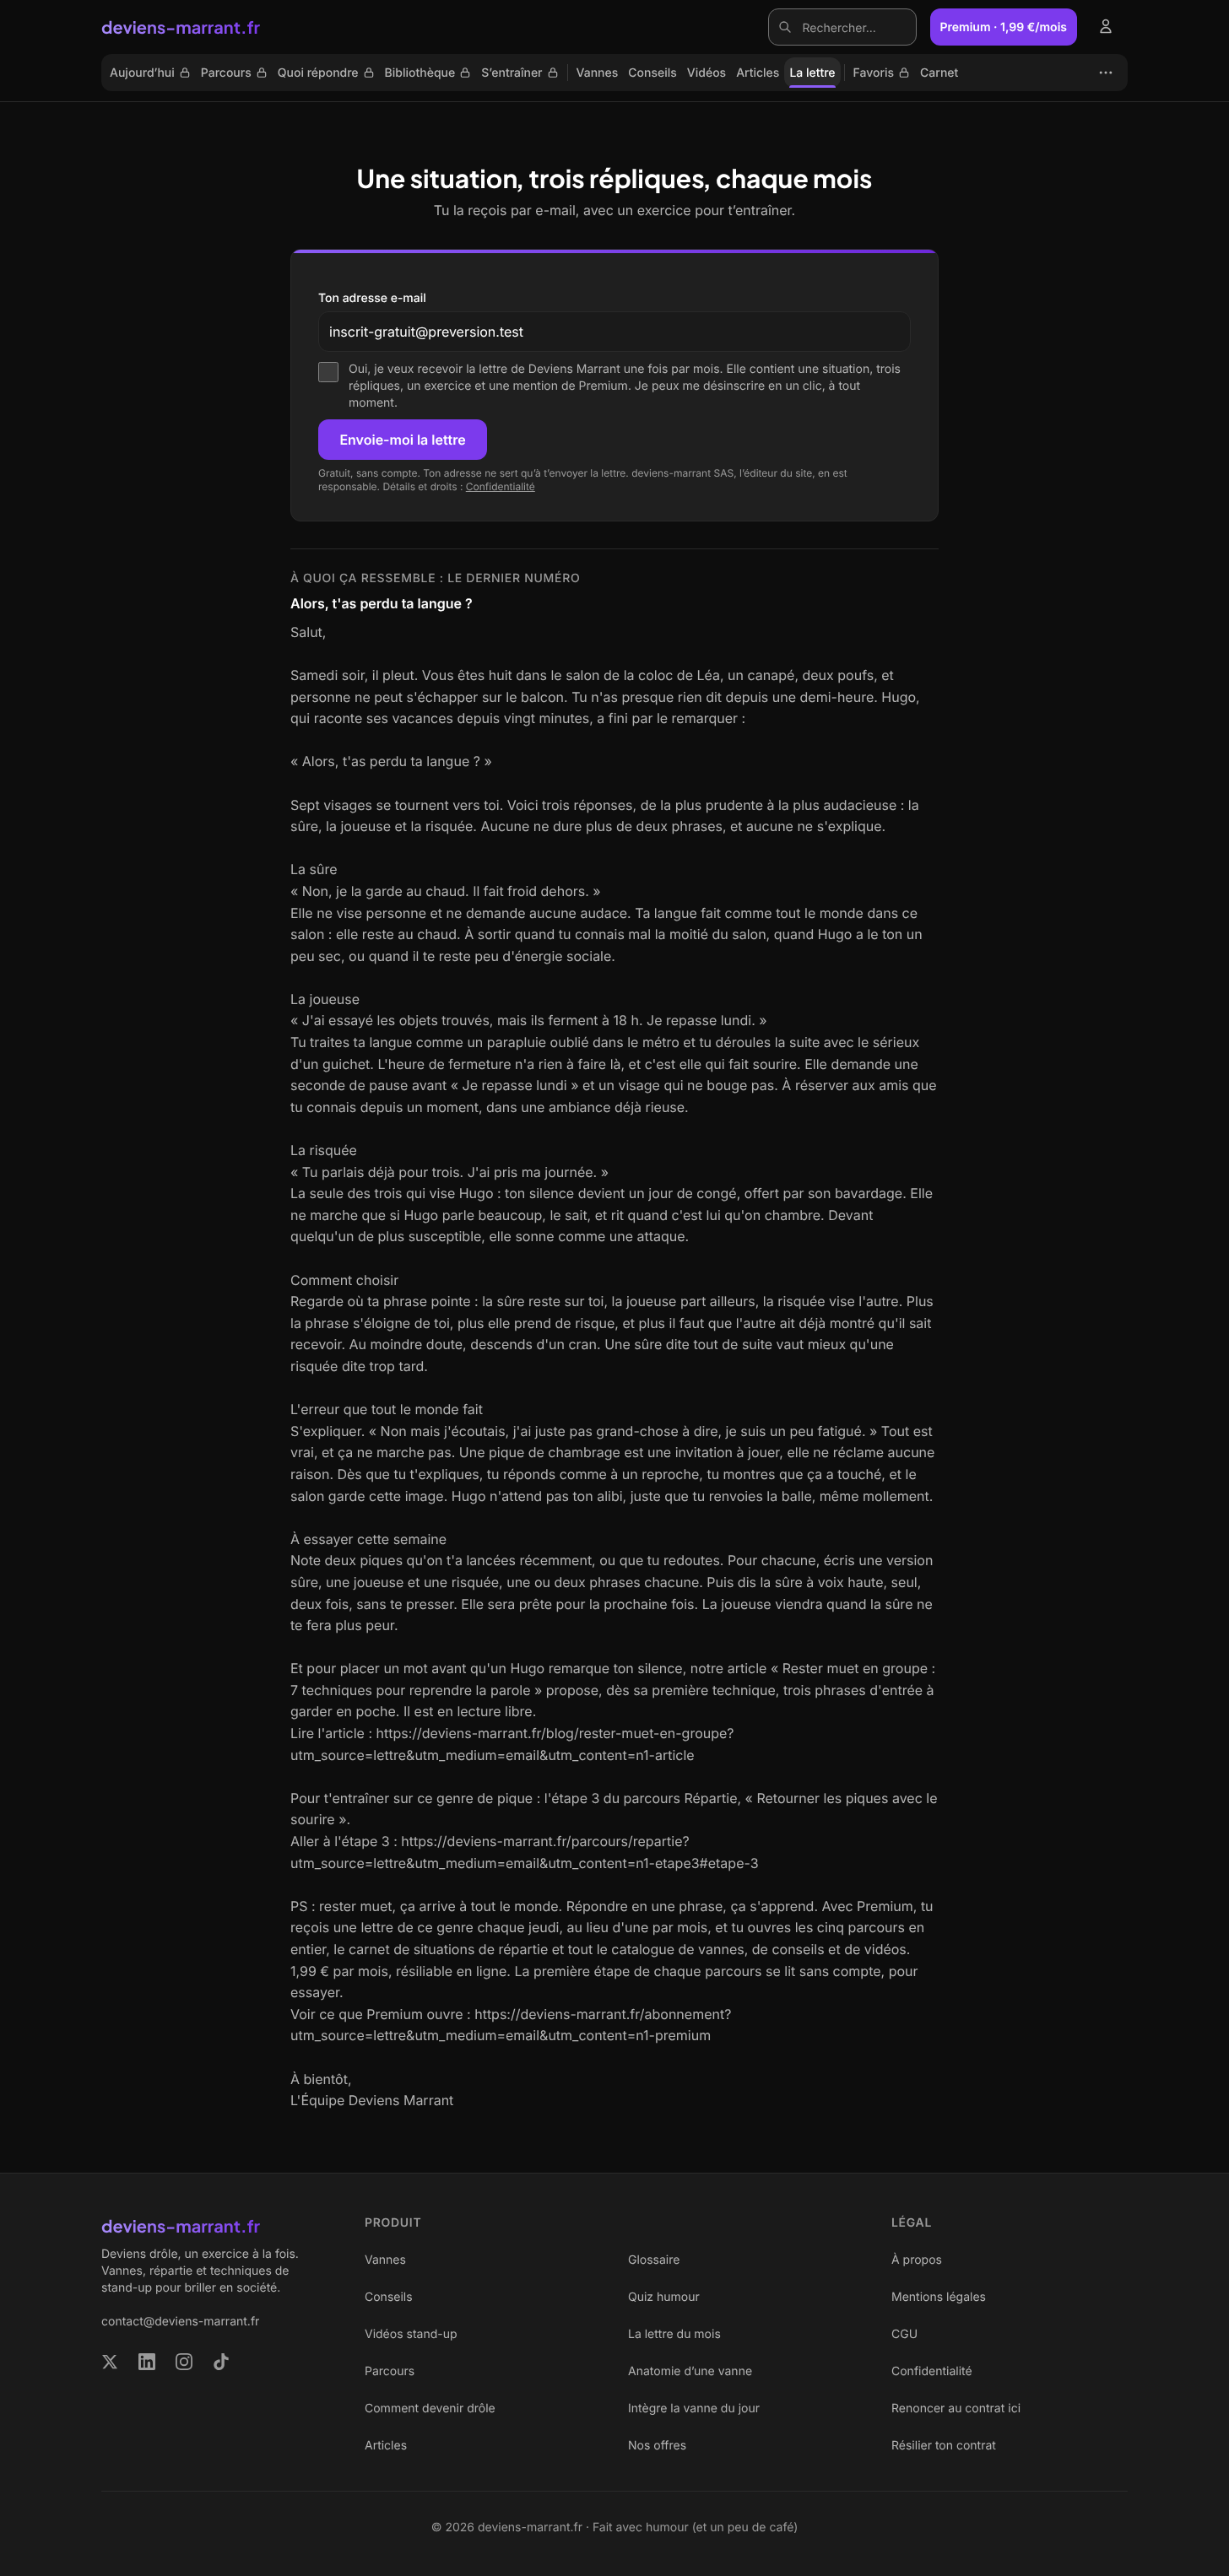 deviens-marrant.fr
Rechercher...
Premium · 1,99 €/mois
Aujourd’hui
Parcours
Quoi répondre
Bibliothèque
S’entraîner
Vannes
Conseils
Vidéos
Articles
La lettre
Favoris
Carnet
Une situation, trois répliques, chaque mois
Tu la reçois par e-mail, avec un exercice pour t’entraîner.
Ton adresse e-mail
inscrit-gratuit@preversion.test
Oui, je veux recevoir la lettre de Deviens Marrant une fois par mois. Elle contient une situation, trois
répliques, un exercice et une mention de Premium. Je peux me désinscrire en un clic, à tout
moment.
Envoie-moi la lettre
Gratuit, sans compte. Ton adresse ne sert qu’à t’envoyer la lettre. deviens-marrant SAS, l’éditeur du site, en est
responsable. Détails et droits : Confidentialité
À QUOI ÇA RESSEMBLE : LE DERNIER NUMÉRO
Alors, t'as perdu ta langue ?
Salut,
Samedi soir, il pleut. Vous êtes huit dans le salon de la coloc de Léa, un canapé, deux poufs, et
personne ne peut s'échapper sur le balcon. Tu n'as presque rien dit depuis une demi-heure. Hugo,
qui raconte ses vacances depuis vingt minutes, a fini par le remarquer :
« Alors, t'as perdu ta langue ? »
Sept visages se tournent vers toi. Voici trois réponses, de la plus prudente à la plus audacieuse : la
sûre, la joueuse et la risquée. Aucune ne dure plus de deux phrases, et aucune ne s'explique.
La sûre
« Non, je la garde au chaud. Il fait froid dehors. »
Elle ne vise personne et ne demande aucune audace. Ta langue fait comme tout le monde dans ce
salon : elle reste au chaud. À sortir quand tu connais mal la moitié du salon, quand Hugo a le ton un
peu sec, ou quand il te reste peu d'énergie sociale.
La joueuse
« J'ai essayé les objets trouvés, mais ils ferment à 18 h. Je repasse lundi. »
Tu traites ta langue comme un parapluie oublié dans le métro et tu déroules la suite avec le sérieux
d'un guichet. L'heure de fermeture n'a rien à faire là, et c'est elle qui fait sourire. Elle demande une
seconde de pause avant « Je repasse lundi » et un visage qui ne bouge pas. À réserver aux amis que
tu connais depuis un moment, dans une ambiance déjà rieuse.
La risquée
« Tu parlais déjà pour trois. J'ai pris ma journée. »
La seule des trois qui vise Hugo : ton silence devient un jour de congé, offert par son bavardage. Elle
ne marche que si Hugo parle beaucoup, le sait, et rit quand c'est lui qu'on chambre. Devant
quelqu'un de plus susceptible, elle sonne comme une attaque.
Comment choisir
Regarde où ta phrase pointe : la sûre reste sur toi, la joueuse part ailleurs, la risquée vise l'autre. Plus
la phrase s'éloigne de toi, plus elle prend de risque, et plus il faut que l'autre ait déjà montré qu'il sait
recevoir. Au moindre doute, descends d'un cran. Une sûre dite tout de suite vaut mieux qu'une
risquée dite trop tard.
L'erreur que tout le monde fait
S'expliquer. « Non mais j'écoutais, j'ai juste pas grand-chose à dire, je suis un peu fatigué. » Tout est
vrai, et ça ne marche pas. Une pique de chambrage est une invitation à jouer, elle ne réclame aucune
raison. Dès que tu t'expliques, tu réponds comme à un reproche, tu montres que ça a touché, et le
salon garde cette image. Hugo n'attend pas ton alibi, juste que tu renvoies la balle, même mollement.
À essayer cette semaine
Note deux piques qu'on t'a lancées récemment, ou que tu redoutes. Pour chacune, écris une version
sûre, une joueuse et une risquée, une ou deux phrases chacune. Puis dis la sûre à voix haute, seul,
deux fois, sans te presser. Elle sera prête pour la prochaine fois. La joueuse viendra quand la sûre ne
te fera plus peur.
Et pour placer un mot avant qu'un Hugo remarque ton silence, notre article « Rester muet en groupe :
7 techniques pour reprendre la parole » propose, dès sa première technique, trois phrases d'entrée à
garder en poche. Il est en lecture libre.
Lire l'article : https://deviens-marrant.fr/blog/rester-muet-en-groupe?
utm_source=lettre&utm_medium=email&utm_content=n1-article
Pour t'entraîner sur ce genre de pique : l'étape 3 du parcours Répartie, « Retourner les piques avec le
sourire ».
Aller à l'étape 3 : https://deviens-marrant.fr/parcours/repartie?
utm_source=lettre&utm_medium=email&utm_content=n1-etape3#etape-3
PS : rester muet, ça arrive à tout le monde. Répondre en une phrase, ça s'apprend. Avec Premium, tu
reçois une lettre de ce genre chaque jeudi, au lieu d'une par mois, et tu ouvres les cinq parcours en
entier, le carnet de situations de répartie et tout le catalogue de vannes, de conseils et de vidéos.
1,99 € par mois, résiliable en ligne. La première étape de chaque parcours se lit sans compte, pour
essayer.
Voir ce que Premium ouvre : https://deviens-marrant.fr/abonnement?
utm_source=lettre&utm_medium=email&utm_content=n1-premium
À bientôt,
L'Équipe Deviens Marrant
deviens-marrant.fr
Deviens drôle, un exercice à la fois.
Vannes, répartie et techniques de
stand-up pour briller en société.
contact@deviens-marrant.fr
PRODUIT
Vannes
Conseils
Vidéos stand-up
Parcours
Comment devenir drôle
Articles
Glossaire
Quiz humour
La lettre du mois
Anatomie d’une vanne
Intègre la vanne du jour
Nos offres
LÉGAL
À propos
Mentions légales
CGU
Confidentialité
Renoncer au contrat ici
Résilier ton contrat
© 2026 deviens-marrant.fr · Fait avec humour (et un peu de café)